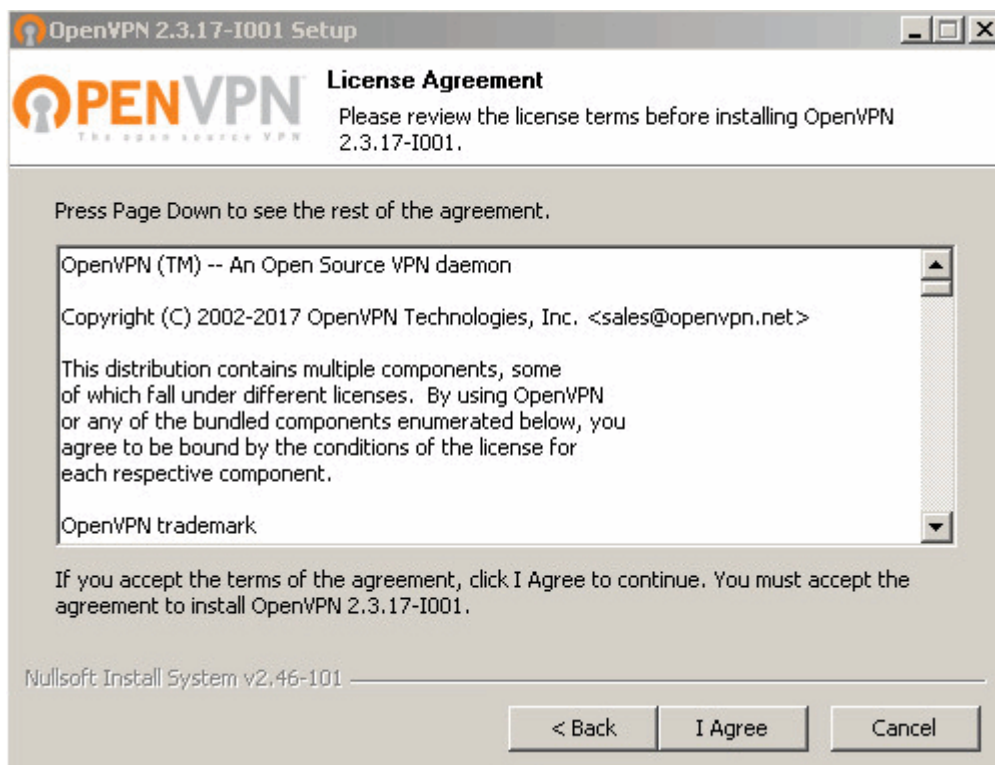 OpenVPN 2.3.17-I001 Setup
OPENVPN
The open source VPN
License Agreement
Please review the license terms before installing OpenVPN
2.3.17-I001.
Press Page Down to see the rest of the agreement.
OpenVPN (TM) -- An Open Source VPN daemon
Copyright (C) 2002-2017 OpenVPN Technologies, Inc. <sales@openvpn.net>
This distribution contains multiple components, some
of which fall under different licenses.  By using OpenVPN
or any of the bundled components enumerated below, you
agree to be bound by the conditions of the license for
each respective component.
OpenVPN trademark
If you accept the terms of the agreement, click I Agree to continue. You must accept the
agreement to install OpenVPN 2.3.17-I001.
Nullsoft Install System v2.46-101
< Back
I Agree
Cancel